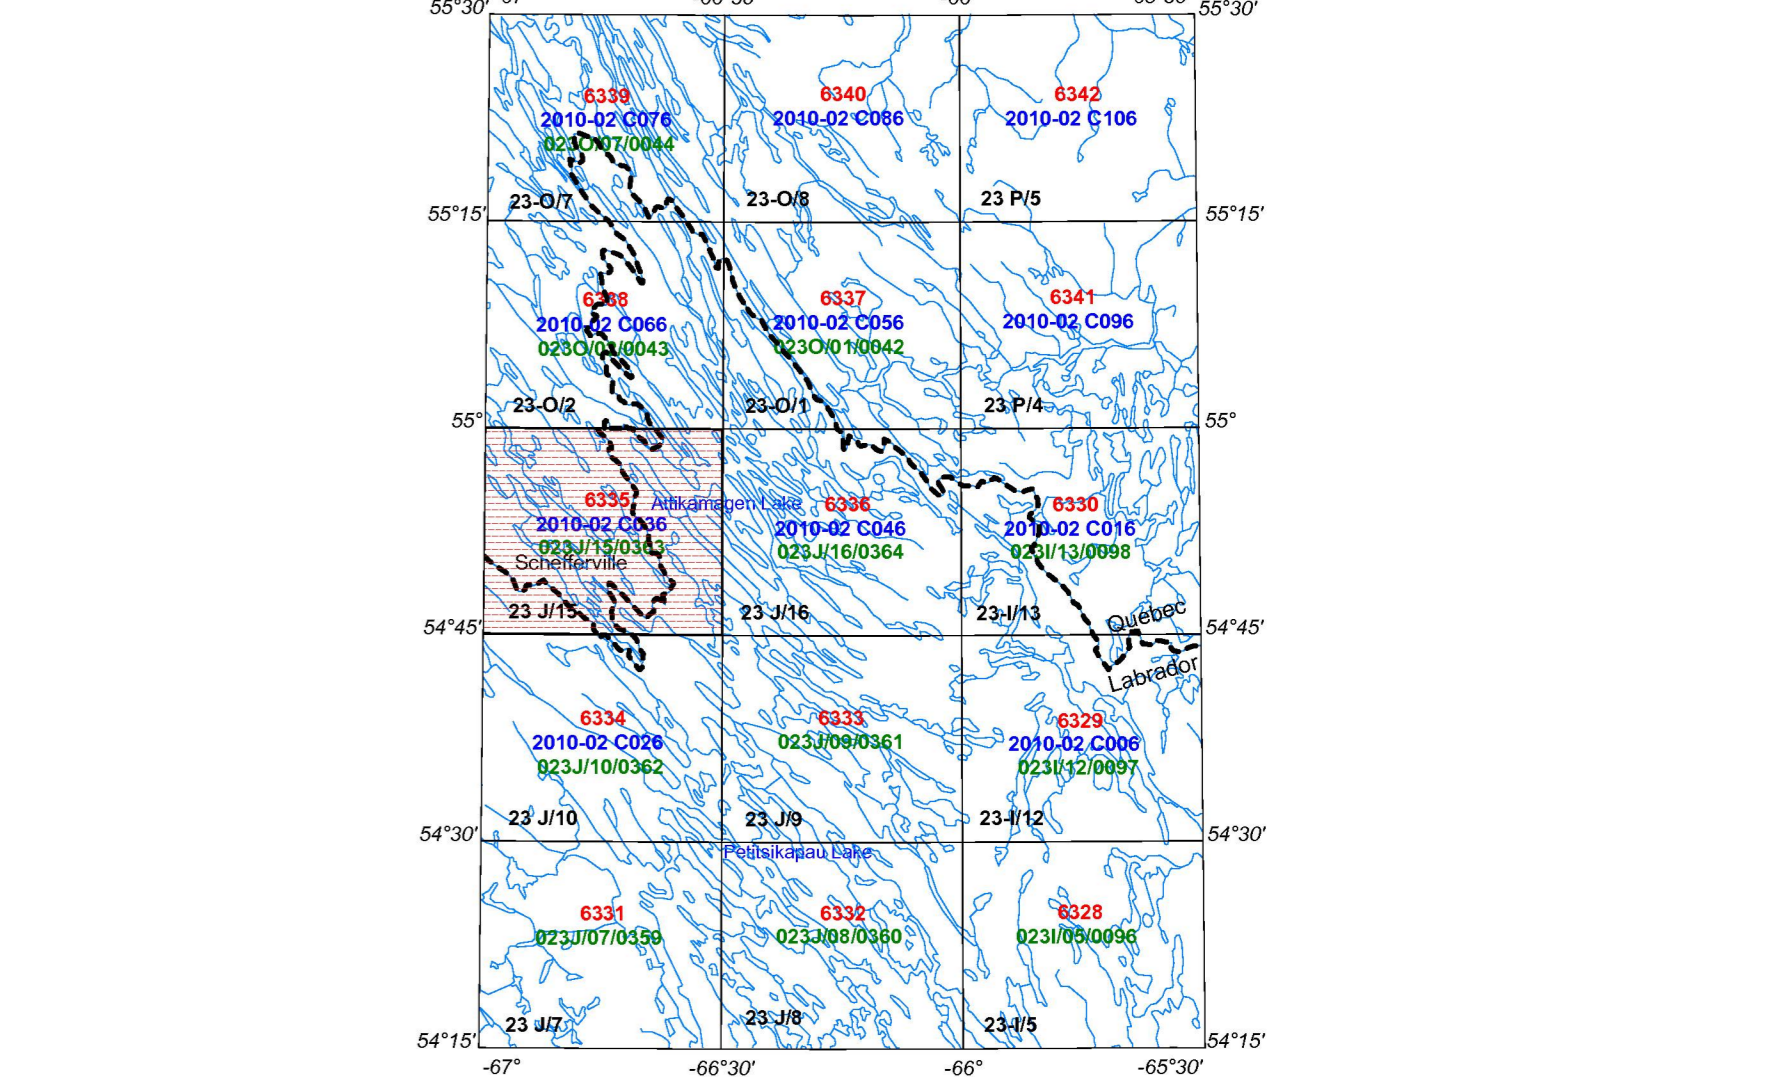 55°30'
55°30'
6339
6340
6342
2010-02 C076
2010-02 C086
2010-02 C106
023O/07/0044
23-O/7
23-O/8
23 P/5
55°15'
55°15'
6338
6337
6341
2010-02 C066
2010-02 C056
2010-02 C096
023O/02/0043
023O/01/0042
23-O/2
23-O/1
23 P/4
55°
55°
6335
Attikamagen Lake
6336
6330
2010-02 C036
2010-02 C046
2010-02 C016
023J/15/0363
023J/16/0364
023I/13/0098
Schefferville
23 J/15
23 J/16
23-I/13
Quebec
54°45'
54°45'
Labrador
6334
6333
6329
2010-02 C026
023J/09/0361
2010-02 C006
023J/10/0362
023I/12/0097
23 J/10
23 J/9
23-I/12
54°30'
54°30'
Petitsikapau Lake
6331
6332
6328
023J/07/0359
023J/08/0360
023I/05/0096
23 J/7
23 J/8
23-I/5
54°15'
54°15'
-67°
-66°30'
-66°
-65°30'